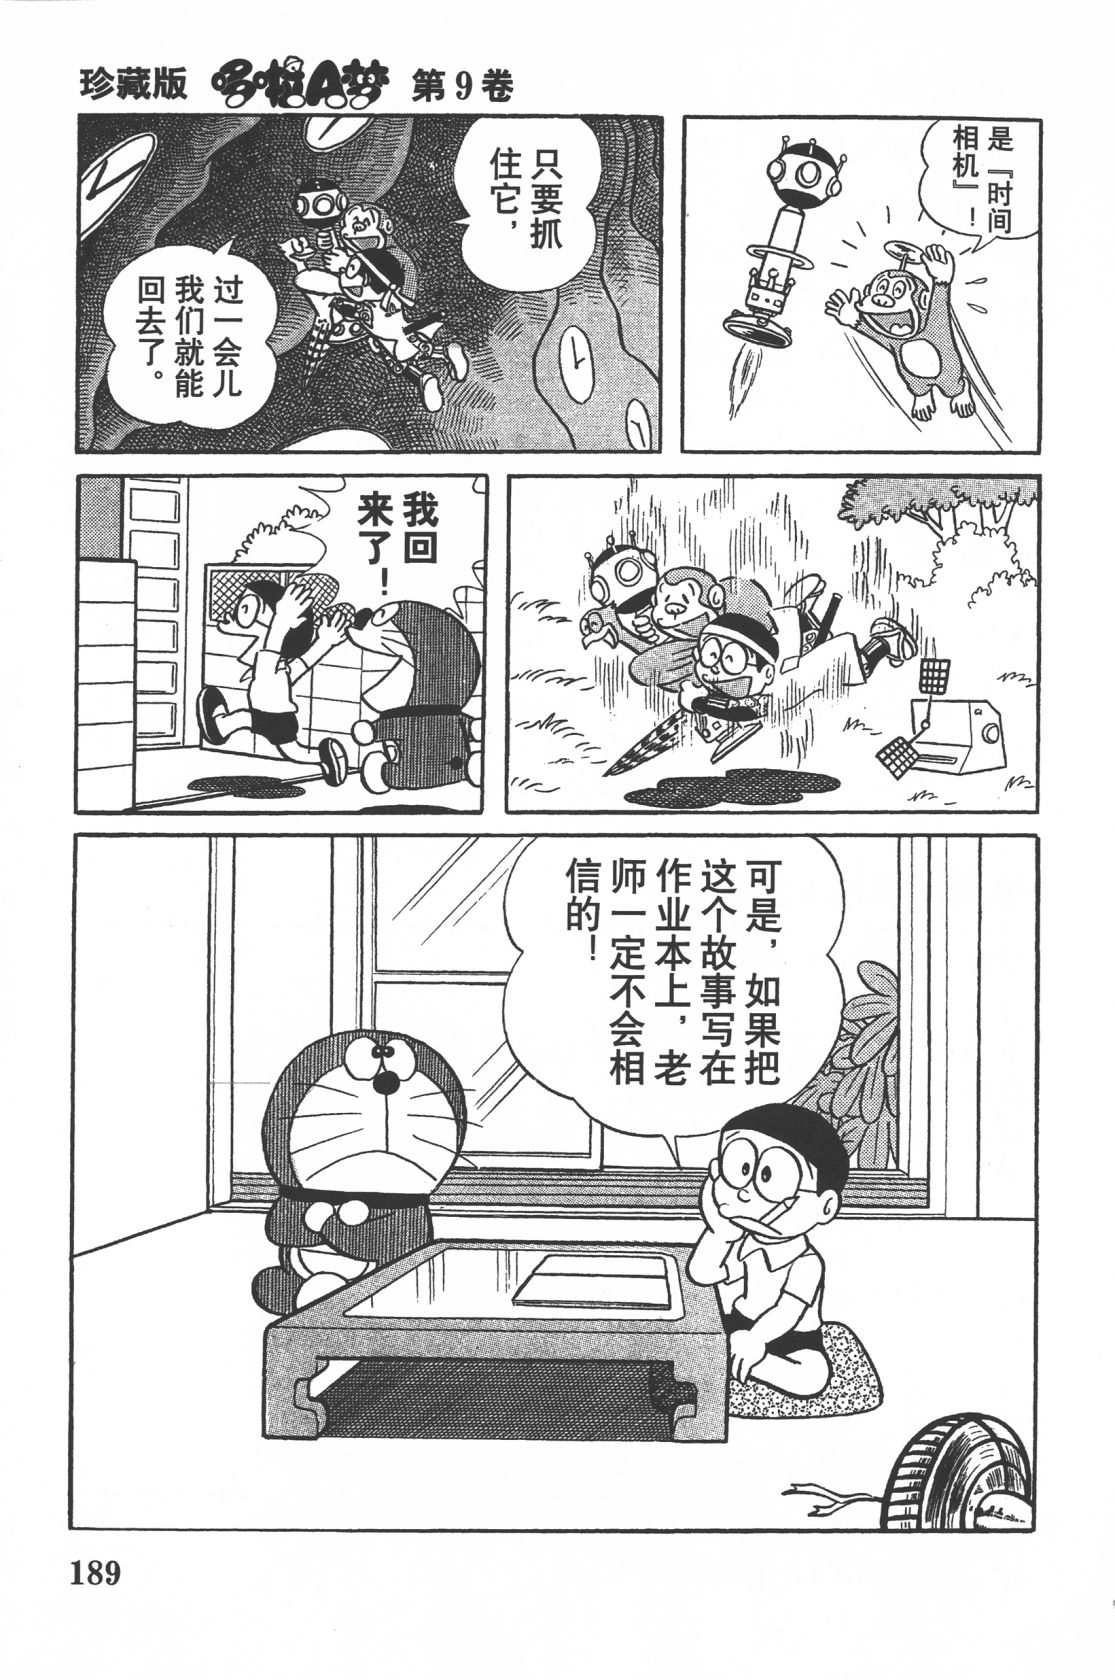 珍藏版 哆啦A梦 第9卷
是『时间
相机』！
只要抓
住它，
过一会儿
我们就能
回去了。
我回
来了！
可是，如果把
这个故事写在
作业本上，老
师一定不会相
信的！
189